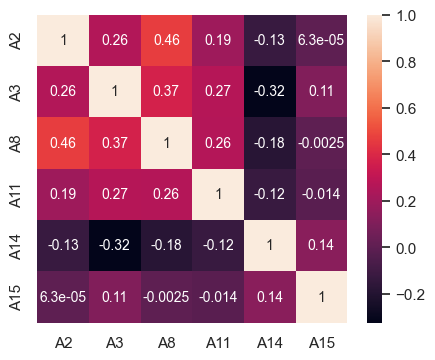 A2 1 0.26 0.46 0.19 -0.13 6.3e-05
A3 0.26 1 0.37 0.27 -0.32 0.11
A8 0.46 0.37 1 0.26 -0.18 -0.0025
A11 0.19 0.27 0.26 1 -0.12 -0.014
A14 -0.13 -0.32 -0.18 -0.12 1 0.14
A15 6.3e-05 0.11 -0.0025 -0.014 0.14 1
A2 A3 A8 A11 A14 A15
1.0
0.8
0.6
0.4
0.2
0.0
−0.2